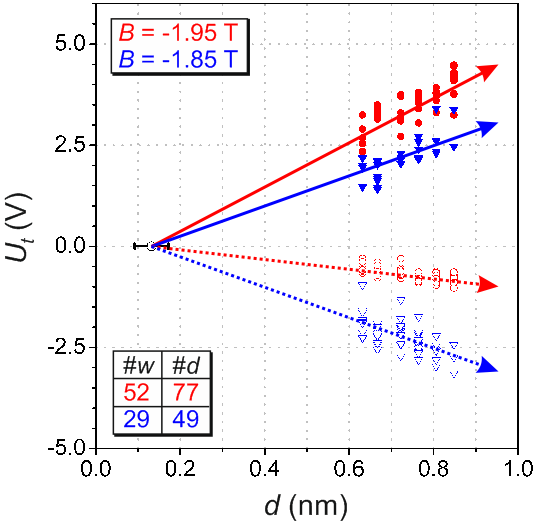 B = -1.95 T
B = -1.85 T
5.0
2.5
0.0
-2.5
-5.0
U_t (V)
#w #d
52 77
29 49
0.0 0.2 0.4 0.6 0.8 1.0
d (nm)